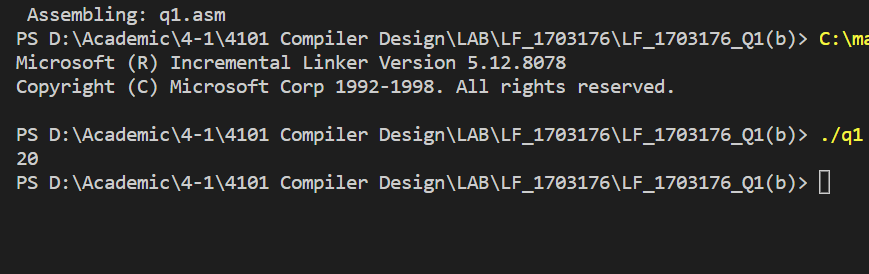 Assembling: q1.asm
PS D:\Academic\4-1\4101 Compiler Design\LAB\LF_1703176\LF_1703176_Q1(b)> C:\ma
Microsoft (R) Incremental Linker Version 5.12.8078
Copyright (C) Microsoft Corp 1992-1998. All rights reserved.
PS D:\Academic\4-1\4101 Compiler Design\LAB\LF_1703176\LF_1703176_Q1(b)> ./q1
20
PS D:\Academic\4-1\4101 Compiler Design\LAB\LF_1703176\LF_1703176_Q1(b)>